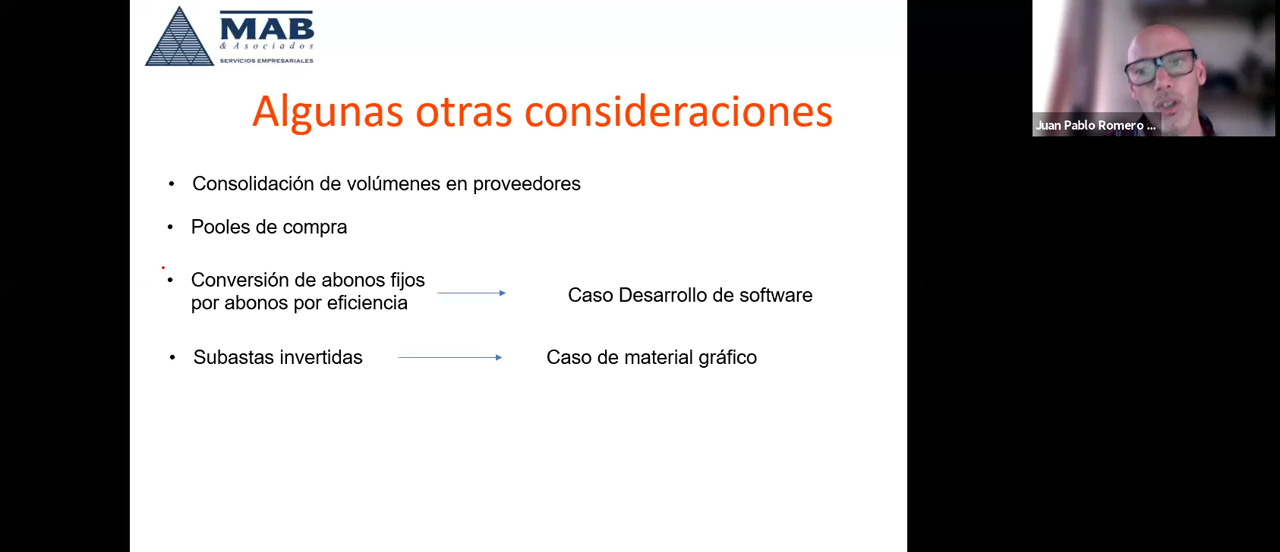 MAB
& Asociados
SERVICIOS EMPRESARIALES
Juan Pablo Romero ...
Algunas otras consideraciones
• Consolidación de volúmenes en proveedores
• Pooles de compra
• Conversión de abonos fijos
por abonos por eficiencia
Caso Desarrollo de software
• Subastas invertidas
Caso de material gráfico